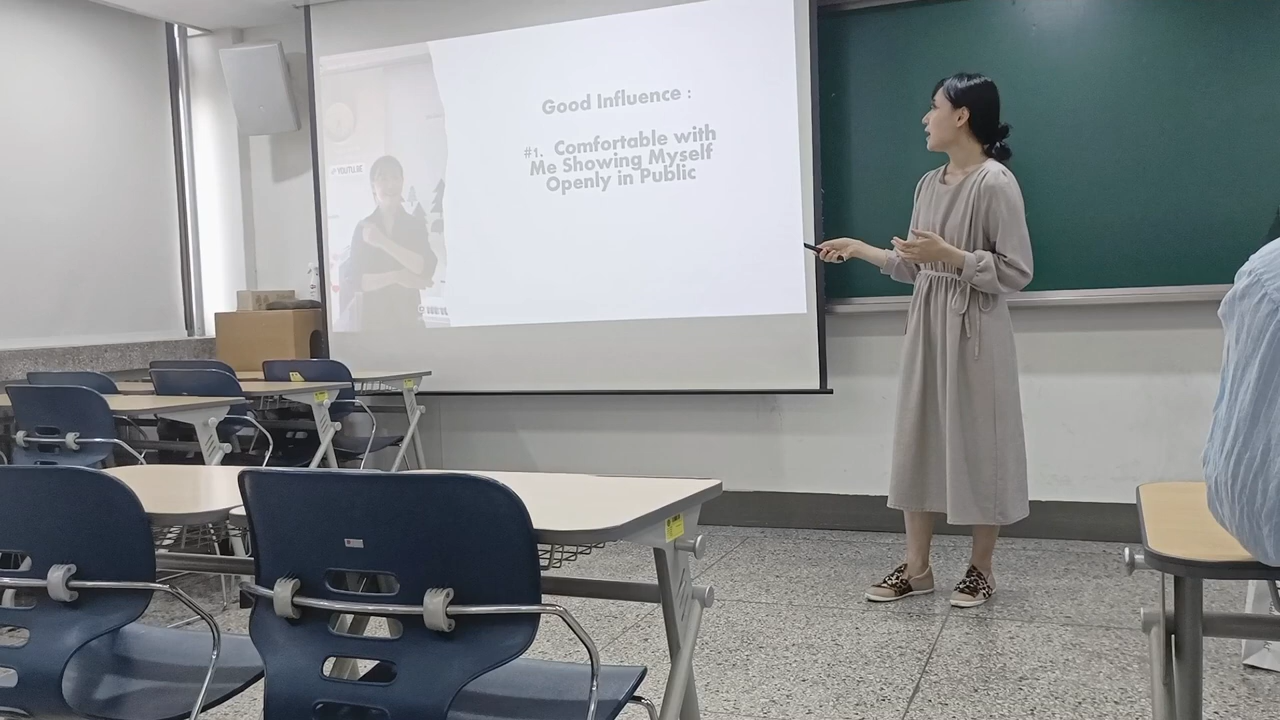 Good Influence :
#1. Comfortable with
Me Showing Myself
Openly in Public